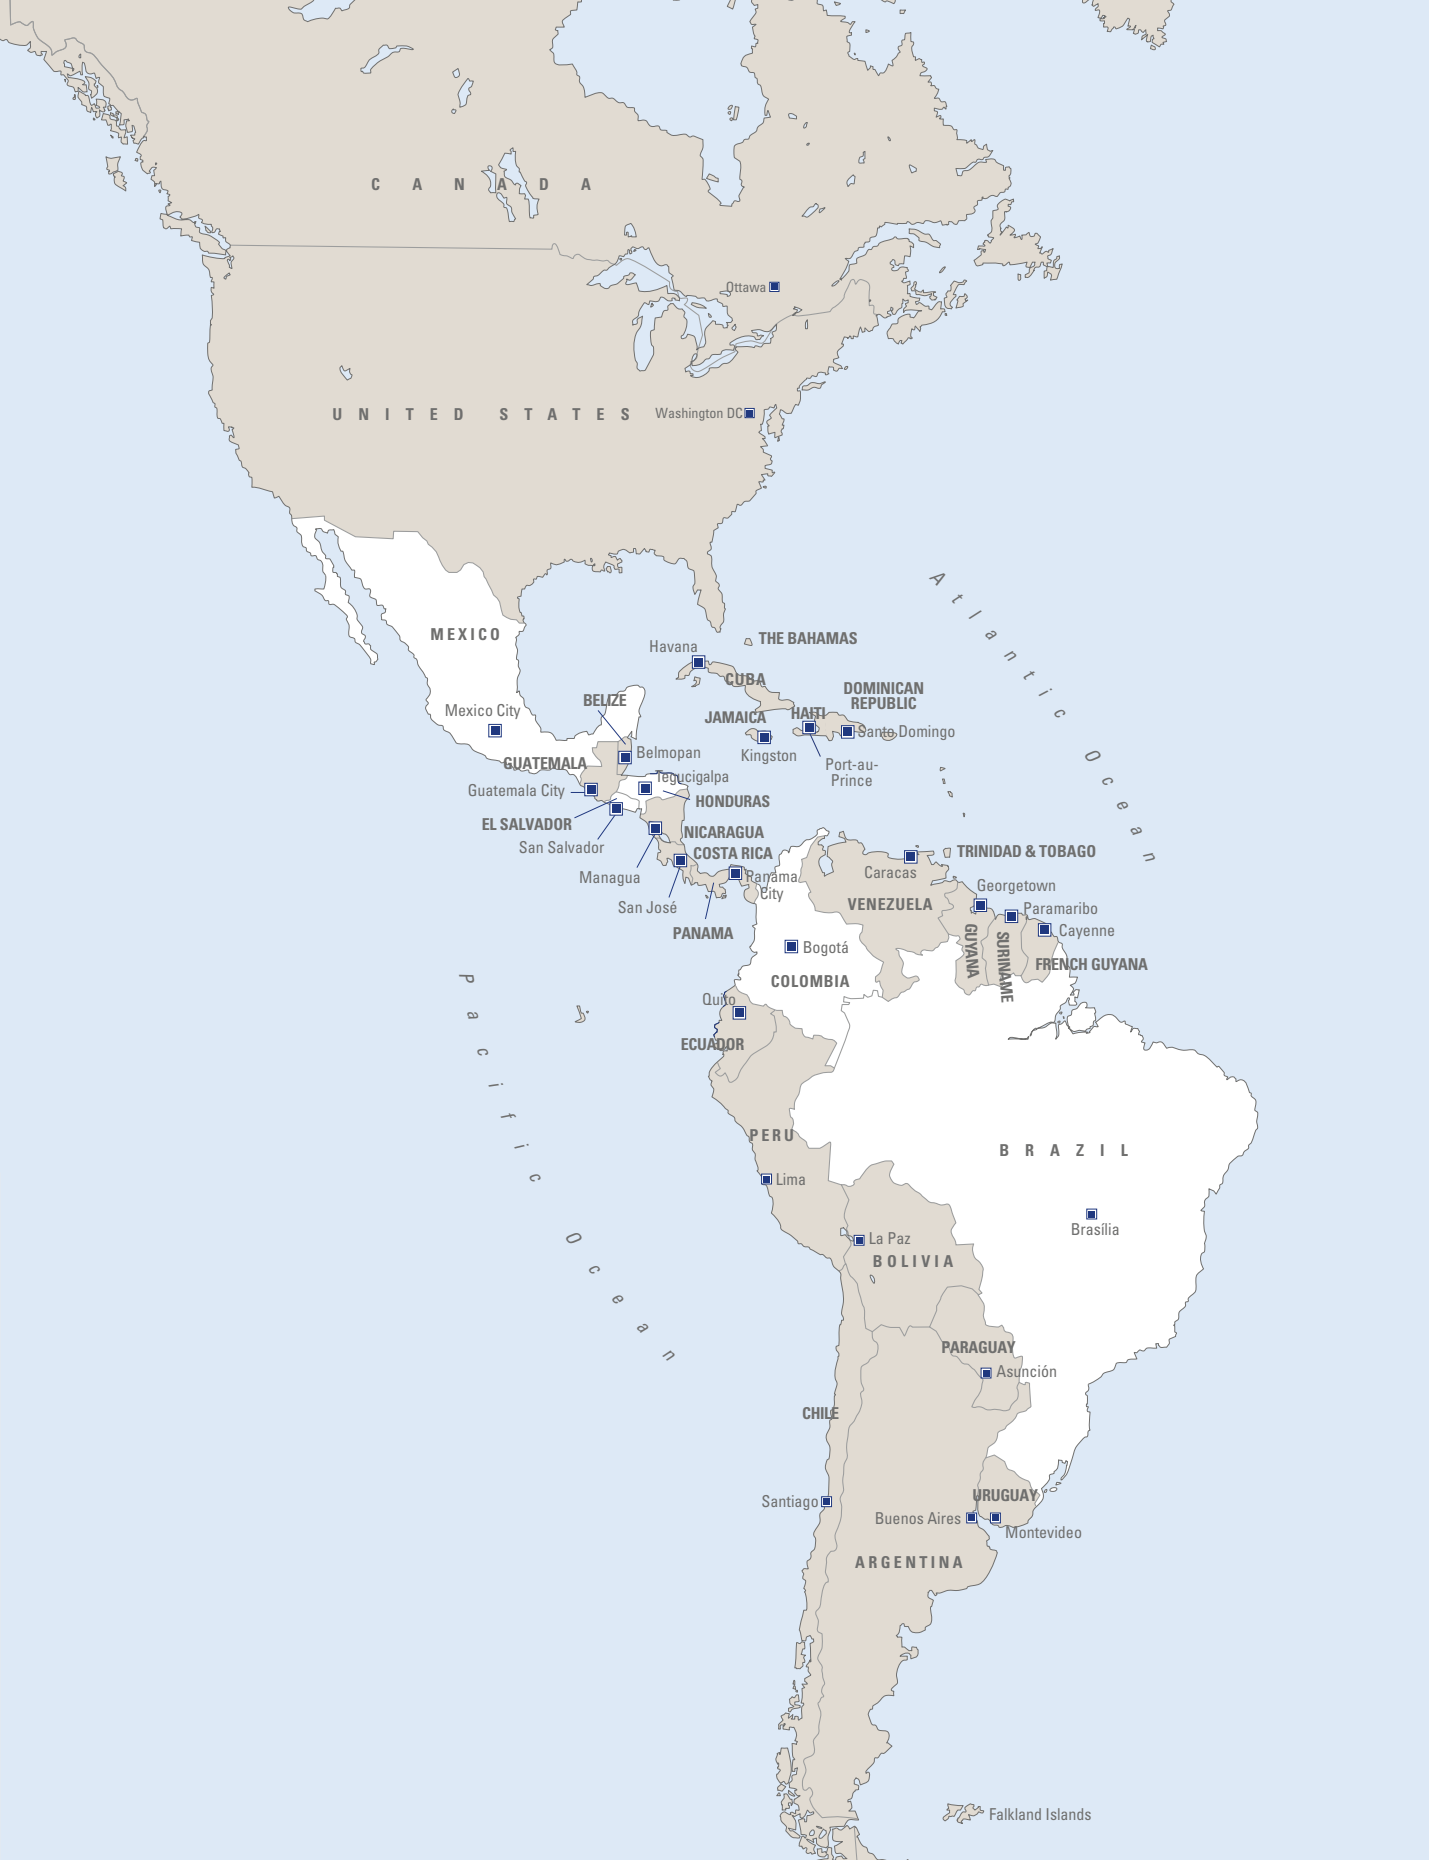 CANADA
Ottawa
UNITED STATES
Washington DC
Atlantic Ocean
MEXICO
THE BAHAMAS
Havana
CUBA
DOMINICAN
REPUBLIC
BELIZE
Mexico City
JAMAICA
HAITI
Santo Domingo
Kingston
Port-au-
Prince
Belmopan
GUATEMALA
Tegucigalpa
Guatemala City
HONDURAS
EL SALVADOR
San Salvador
NICARAGUA
COSTA RICA
Managua
San José
Panama
City
PANAMA
TRINIDAD & TOBAGO
Caracas
Georgetown
VENEZUELA
Paramaribo
Cayenne
GUYANA
SURINAME
FRENCH GUYANA
Bogotá
COLOMBIA
Pacific Ocean
Quito
ECUADOR
PERU
BRAZIL
Lima
Brasília
La Paz
BOLIVIA
PARAGUAY
Asunción
CHILE
URUGUAY
Santiago
Buenos Aires
Montevideo
ARGENTINA
Falkland Islands